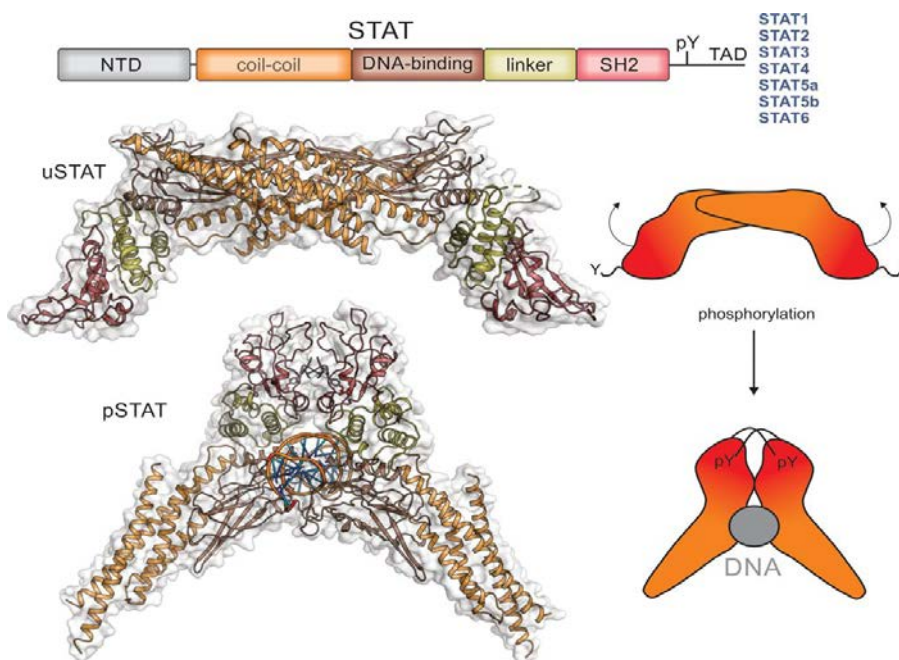 STAT
NTD
coil-coil
DNA-binding
linker
SH2
pY
TAD
STAT1
STAT2
STAT3
STAT4
STAT5a
STAT5b
STAT6
uSTAT
Y
phosphorylation
pSTAT
pY
pY
DNA